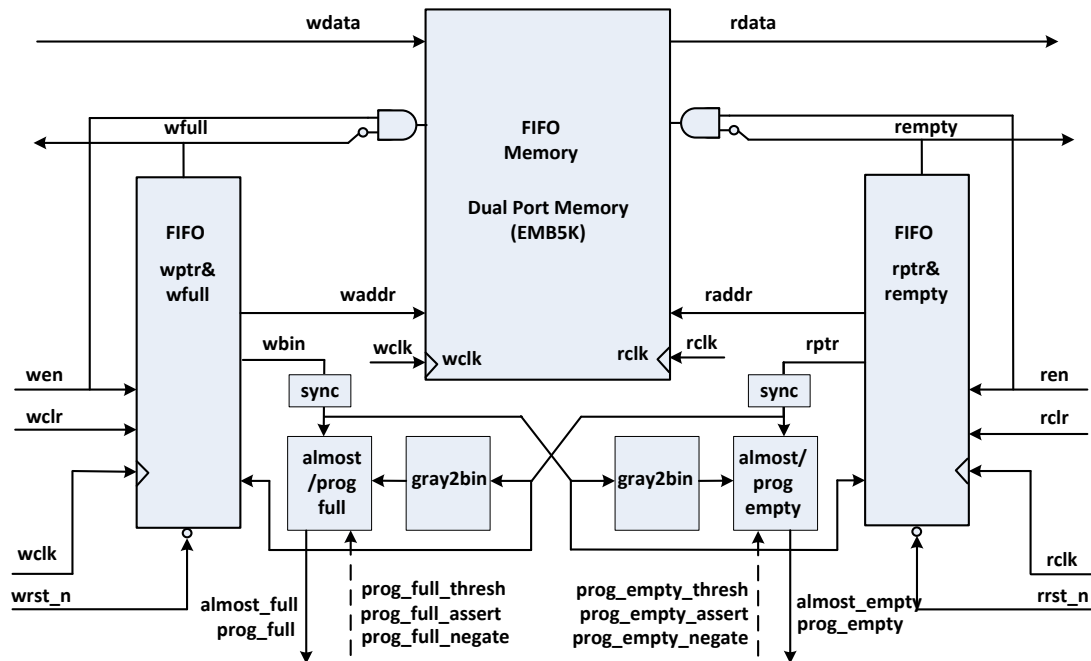 wdata
rdata
wfull
rempty
FIFO
Memory
Dual Port Memory
(EMB5K)
FIFO
wptr&
wfull
FIFO
rptr&
rempty
waddr
raddr
wbin
wclk
wclk
rclk
rclk
rptr
wen
ren
sync
sync
wclr
rclr
almost
/prog
full
gray2bin
gray2bin
almost/
prog
empty
wclk
rclk
wrst_n
rrst_n
almost_full
prog_full
prog_full_thresh
prog_full_assert
prog_full_negate
prog_empty_thresh
prog_empty_assert
prog_empty_negate
almost_empty
prog_empty